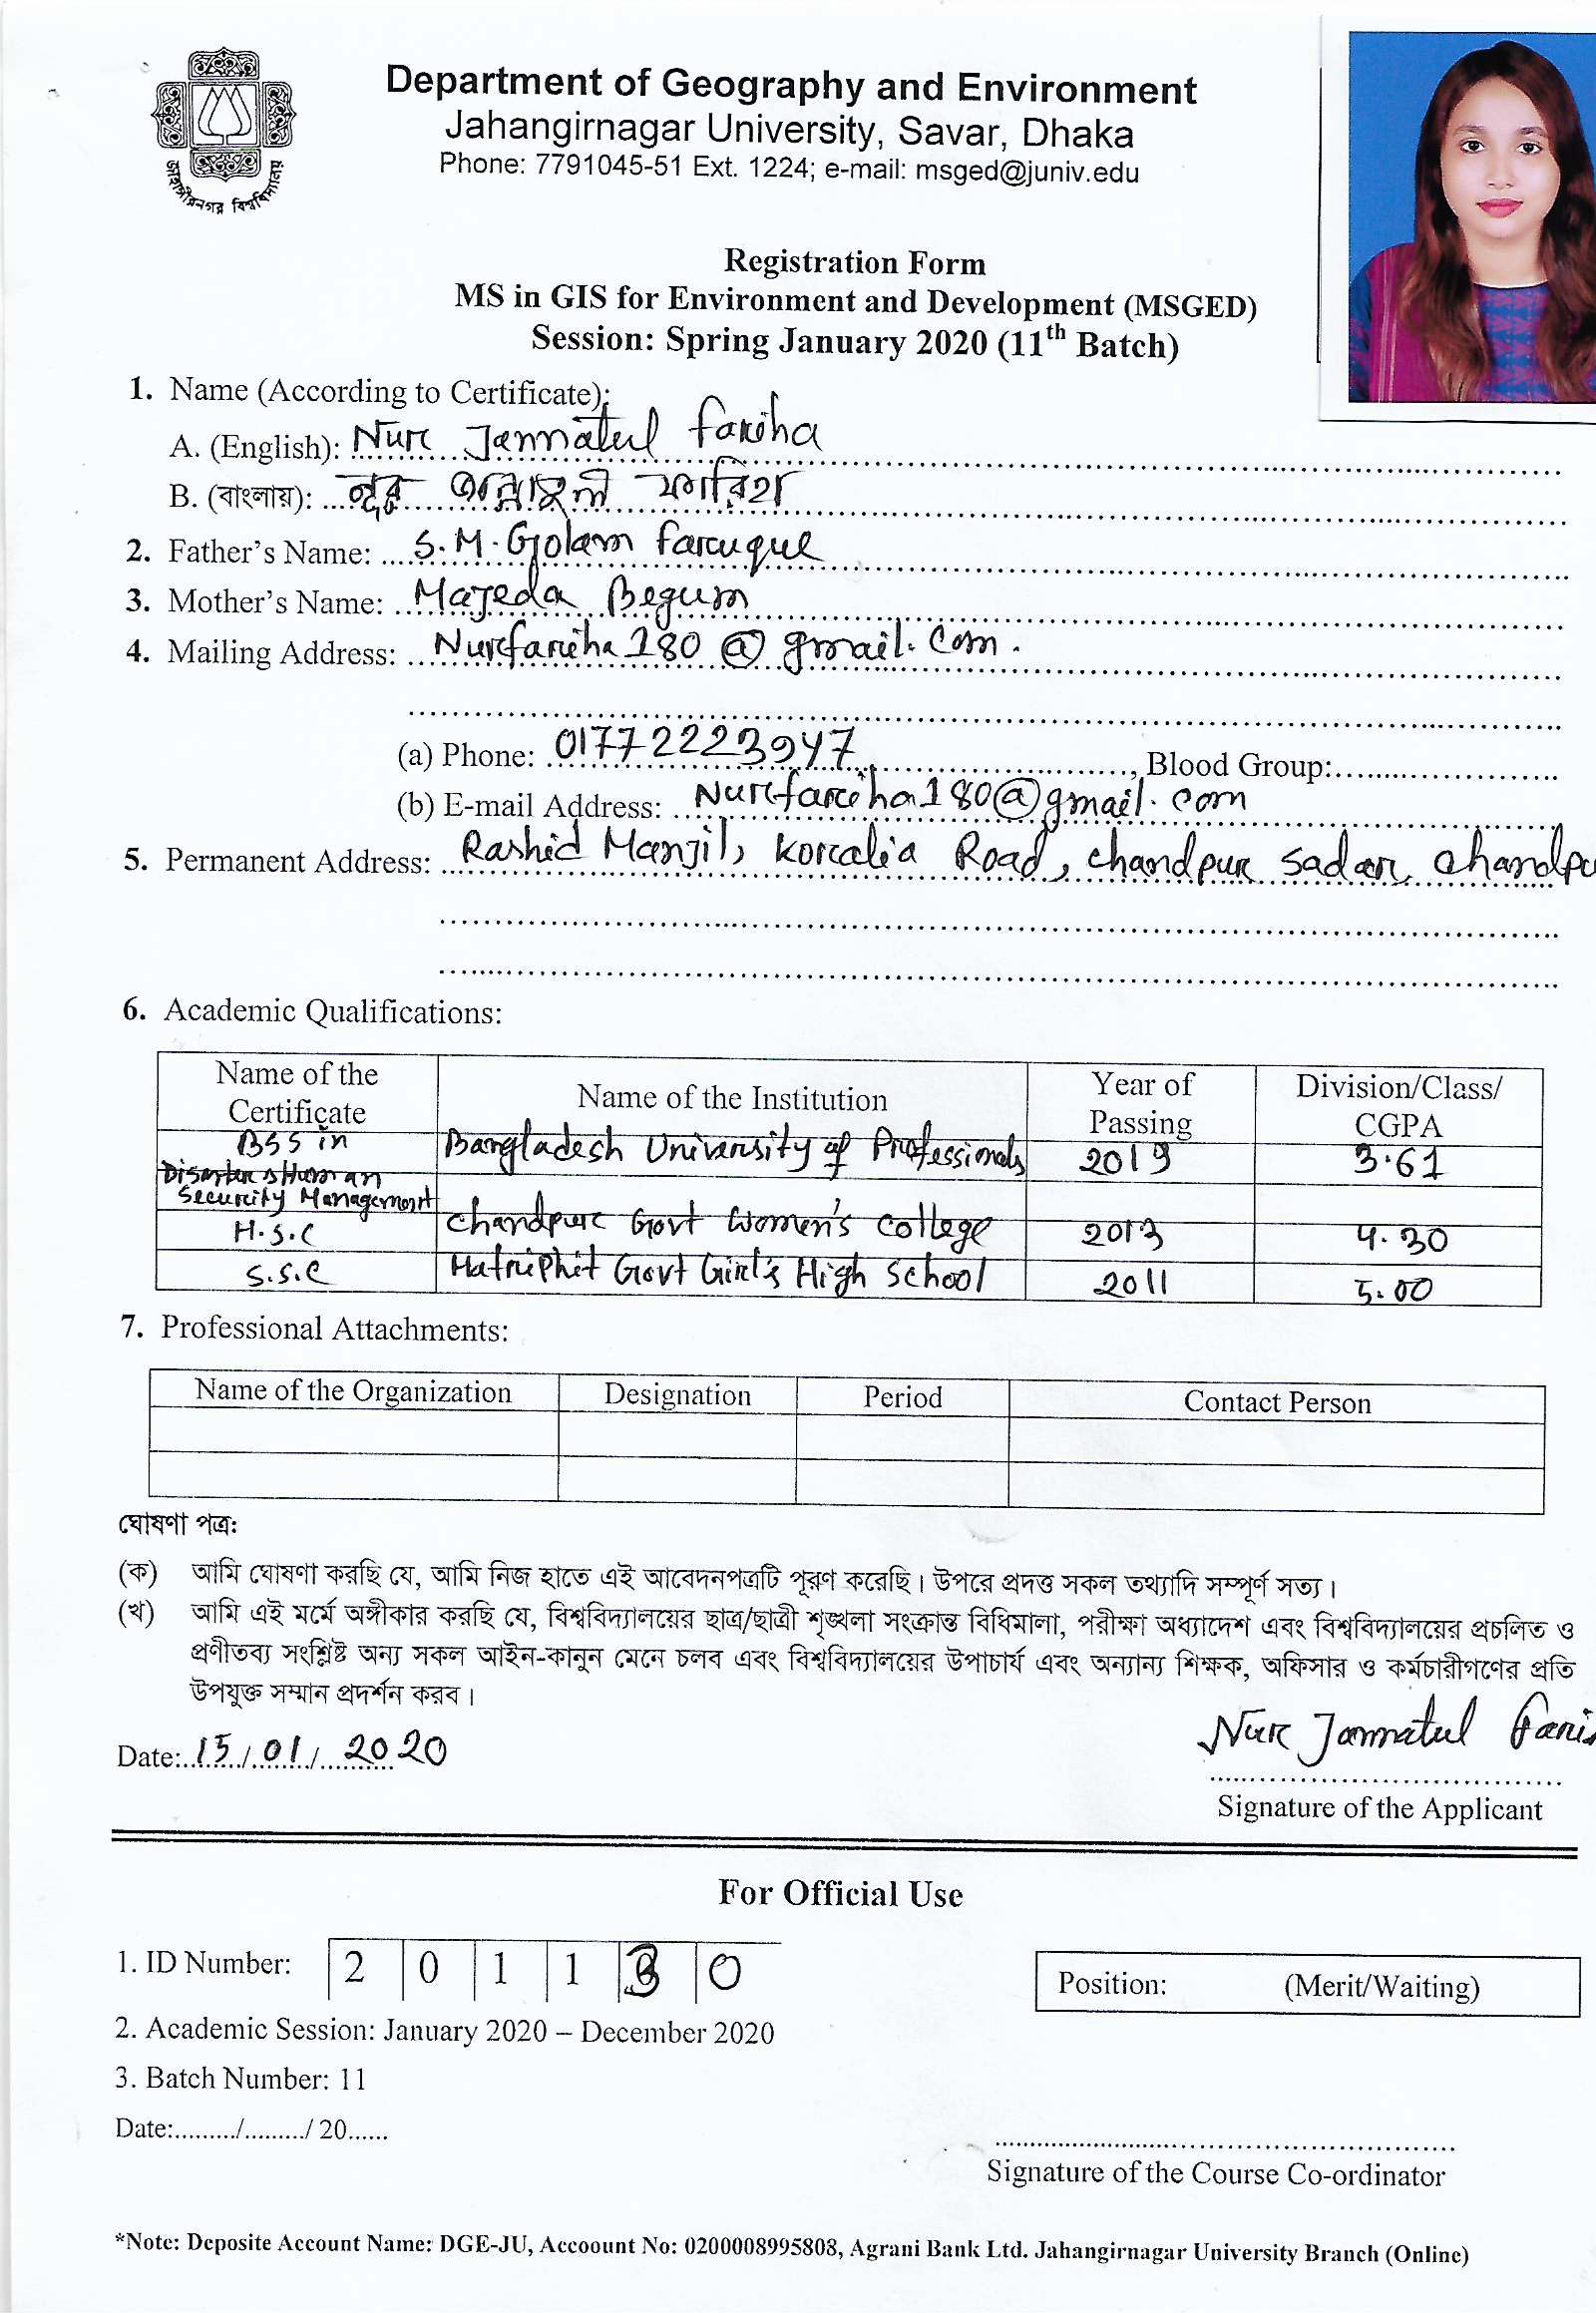 জাহাঙ্গীরনগর বিশ্ববিদ্যালয়
Department of Geography and Environment
Jahangirnagar University, Savar, Dhaka
Phone: 7791045-51 Ext. 1224; e-mail: msged@juniv.edu
Registration Form
MS in GIS for Environment and Development (MSGED)
Session: Spring January 2020 (11th Batch)
1. Name (According to Certificate):
A. (English): Nur Jannatul Fariha
B. (বাংলায়): নূর জান্নাতুল ফারিহা
2. Father's Name: S.M. Golam Faruque
3. Mother's Name: Majeda Begum
4. Mailing Address: Nurfariha180@gmail.com.
(a) Phone: 01772223947, Blood Group:
(b) E-mail Address: Nurfariha180@gmail.com
5. Permanent Address: Rashid Manjil, Koralia Road, Chandpur Sadar, Chandpu
6. Academic Qualifications:
Name of the Certificate Name of the Institution Year of Passing Division/Class/ CGPA
BSS in Disaster & Human Security Management Bangladesh University of Professionals 2019 3.61
H.S.C Chandpur Govt Women's College 2013 4.30
S.S.C Matriphit Govt Girl's High School 2011 5.00
7. Professional Attachments:
Name of the Organization Designation Period Contact Person
ঘোষণা পত্র:
(ক) আমি ঘোষণা করছি যে, আমি নিজ হাতে এই আবেদনপত্রটি পূরণ করেছি। উপরে প্রদত্ত সকল তথ্যাদি সম্পূর্ণ সত্য।
(খ) আমি এই মর্মে অঙ্গীকার করছি যে, বিশ্ববিদ্যালয়ের ছাত্র/ছাত্রী শৃঙ্খলা সংক্রান্ত বিধিমালা, পরীক্ষা অধ্যাদেশ এবং বিশ্ববিদ্যালয়ের প্রচলিত ও
প্রণীতব্য সংশ্লিষ্ট অন্য সকল আইন-কানুন মেনে চলব এবং বিশ্ববিদ্যালয়ের উপাচার্য এবং অন্যান্য শিক্ষক, অফিসার ও কর্মচারীগণের প্রতি
উপযুক্ত সম্মান প্রদর্শন করব।
Date: 15/01/2020
Nur Jannatul Fari
Signature of the Applicant
For Official Use
1. ID Number: 2 0 1 1 3 0
Position: (Merit/Waiting)
2. Academic Session: January 2020 – December 2020
3. Batch Number: 11
Date:........./........./ 20......
Signature of the Course Co-ordinator
*Note: Deposite Account Name: DGE-JU, Accoount No: 0200008995808, Agrani Bank Ltd. Jahangirnagar University Branch (Online)